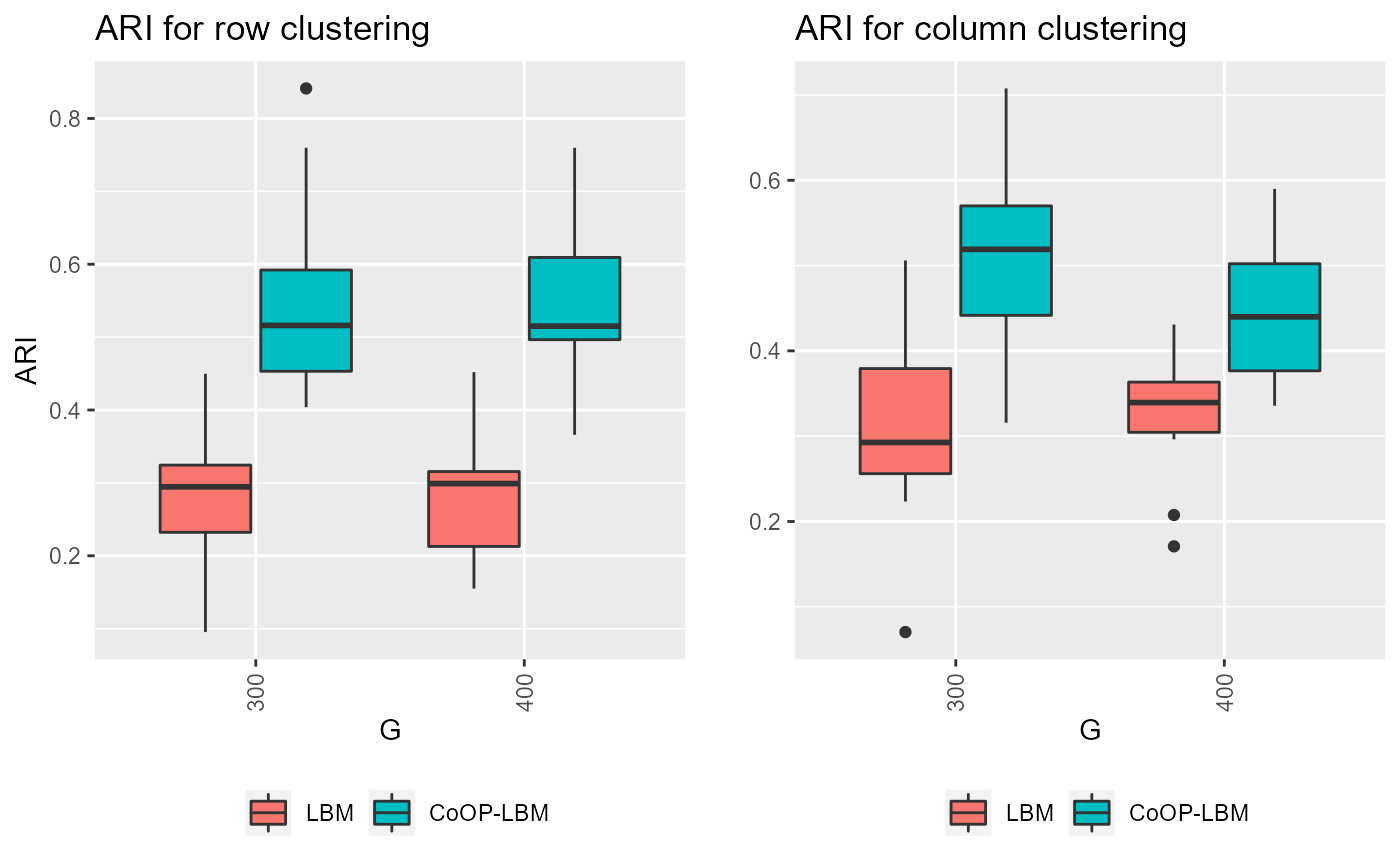 ARI for row clustering
ARI
0.8
0.6
0.4
0.2
300
400
G
LBM
CoOP-LBM
ARI for column clustering
0.6
0.4
0.2
300
400
G
LBM
CoOP-LBM